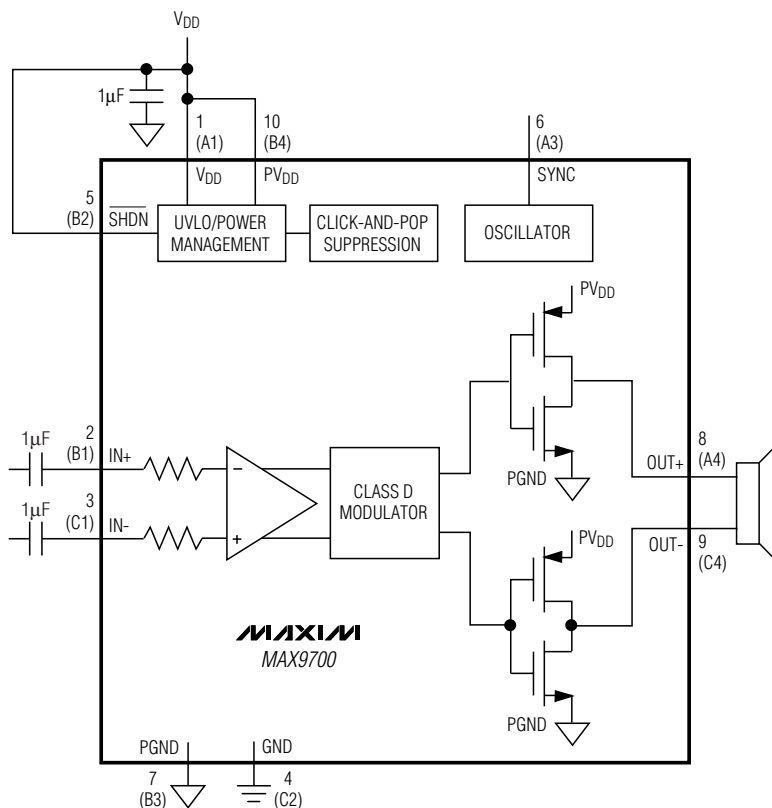 VDD
1µF
1
(A1)
10
(B4)
6
(A3)
VDD
PVDD
SYNC
5
(B2)
SHDN
UVLO/POWER
MANAGEMENT
CLICK-AND-POP
SUPPRESSION
OSCILLATOR
PVDD
1µF
2
(B1)
IN+
−
PGND
OUT+
8
(A4)
CLASS D
MODULATOR
1µF
3
(C1)
IN-
+
PVDD
OUT-
9
(C4)
MAXIM
MAX9700
PGND
PGND
GND
7
(B3)
4
(C2)